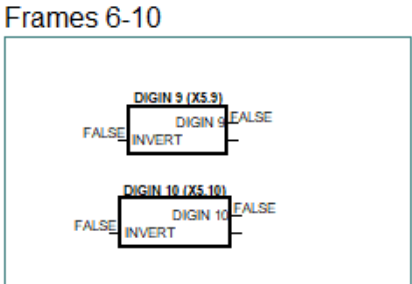 Frames 6-10
DIGIN 9 (X5.9)
DIGIN 9 FALSE
FALSE INVERT
DIGIN 10 (X5.10)
DIGIN 10 FALSE
FALSE INVERT